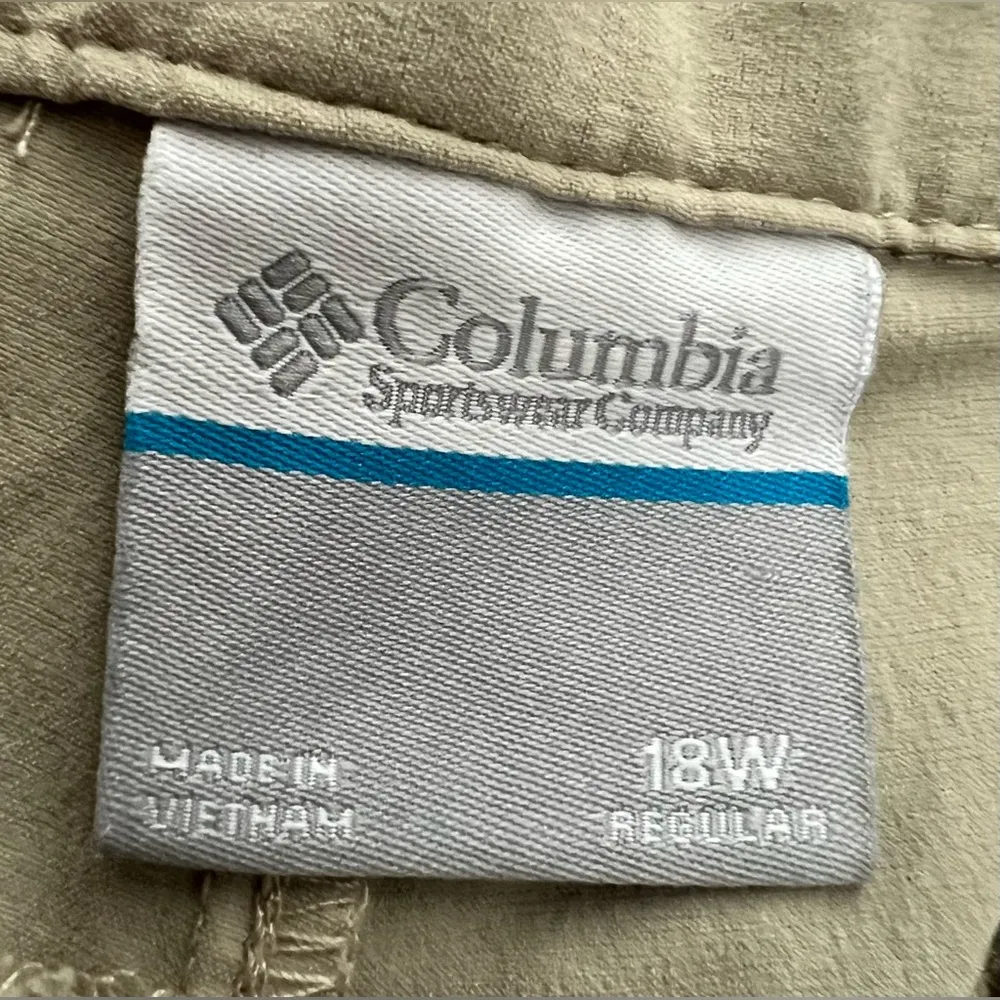 Columbia
Sportswear Company
MADE IN
VIETNAM
18W
REGULAR